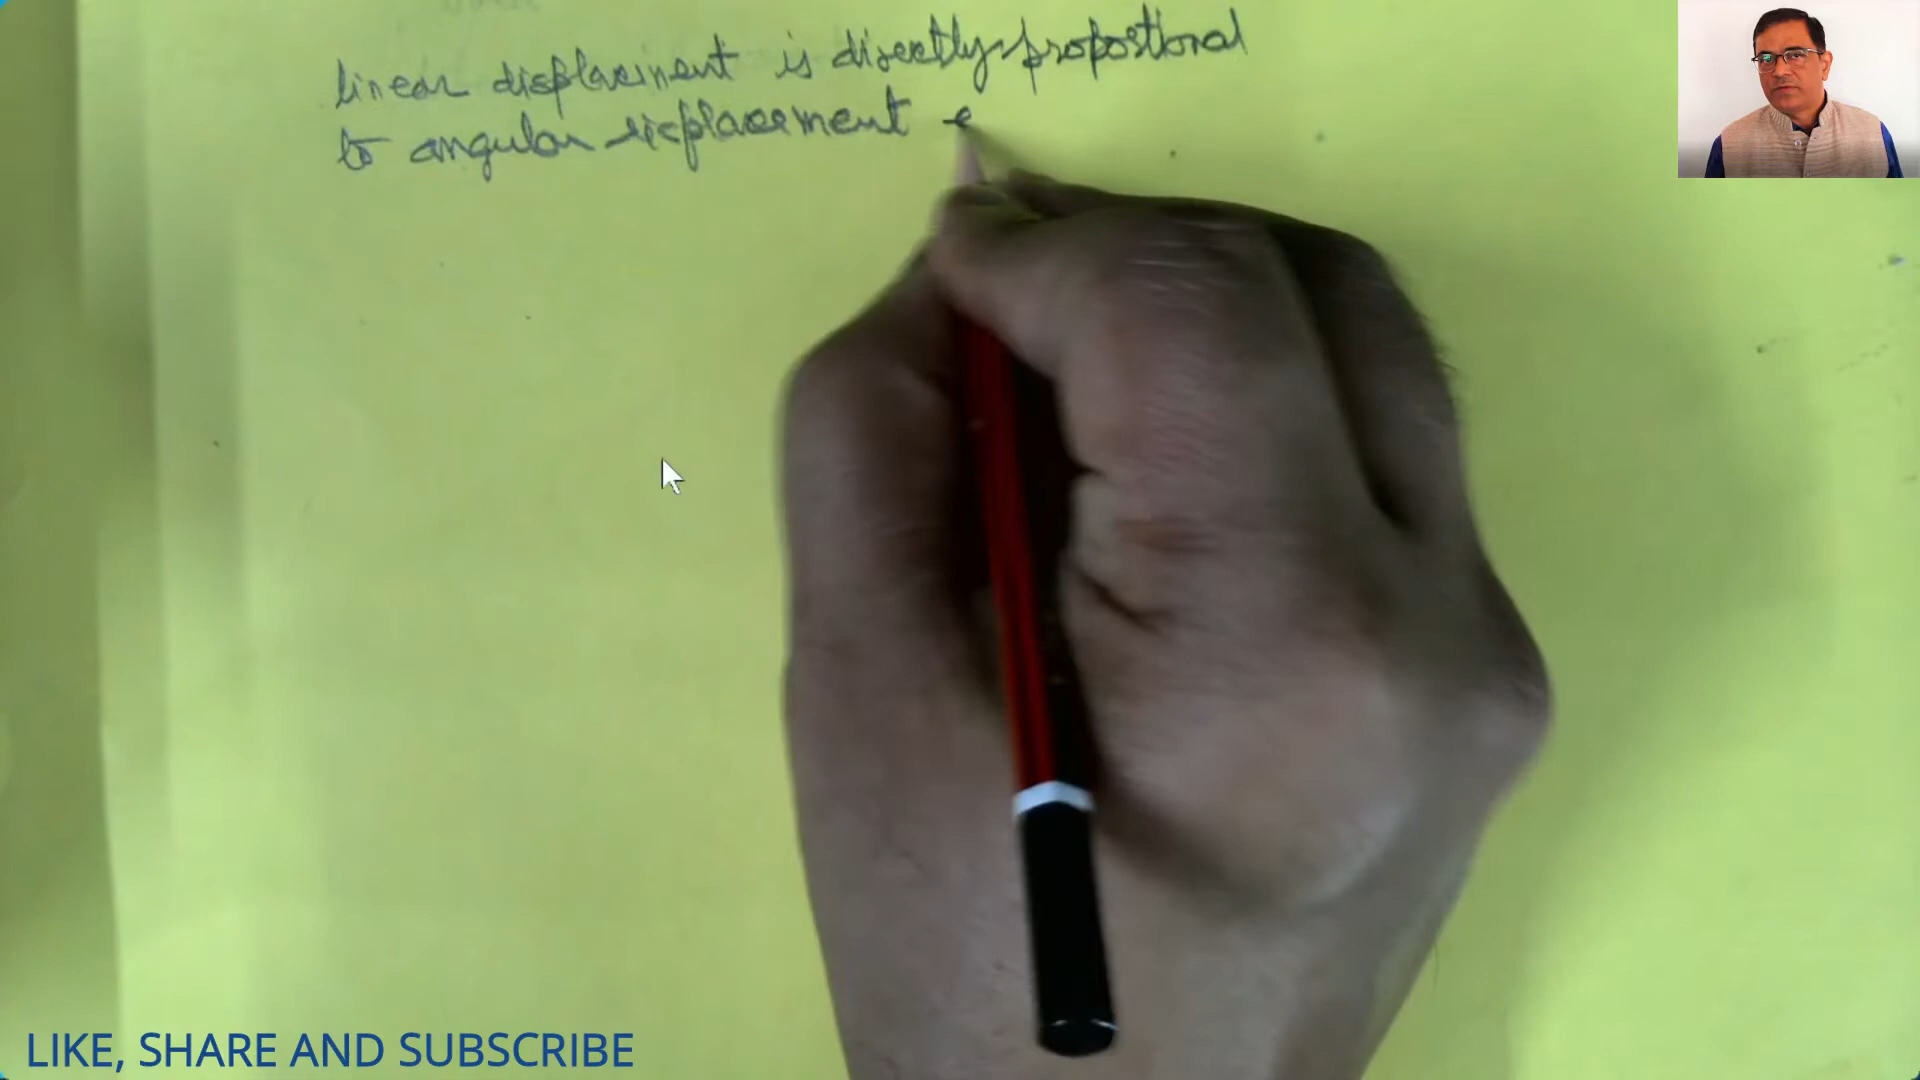 linear displacement is directly proportional
to angular displacement
LIKE, SHARE AND SUBSCRIBE